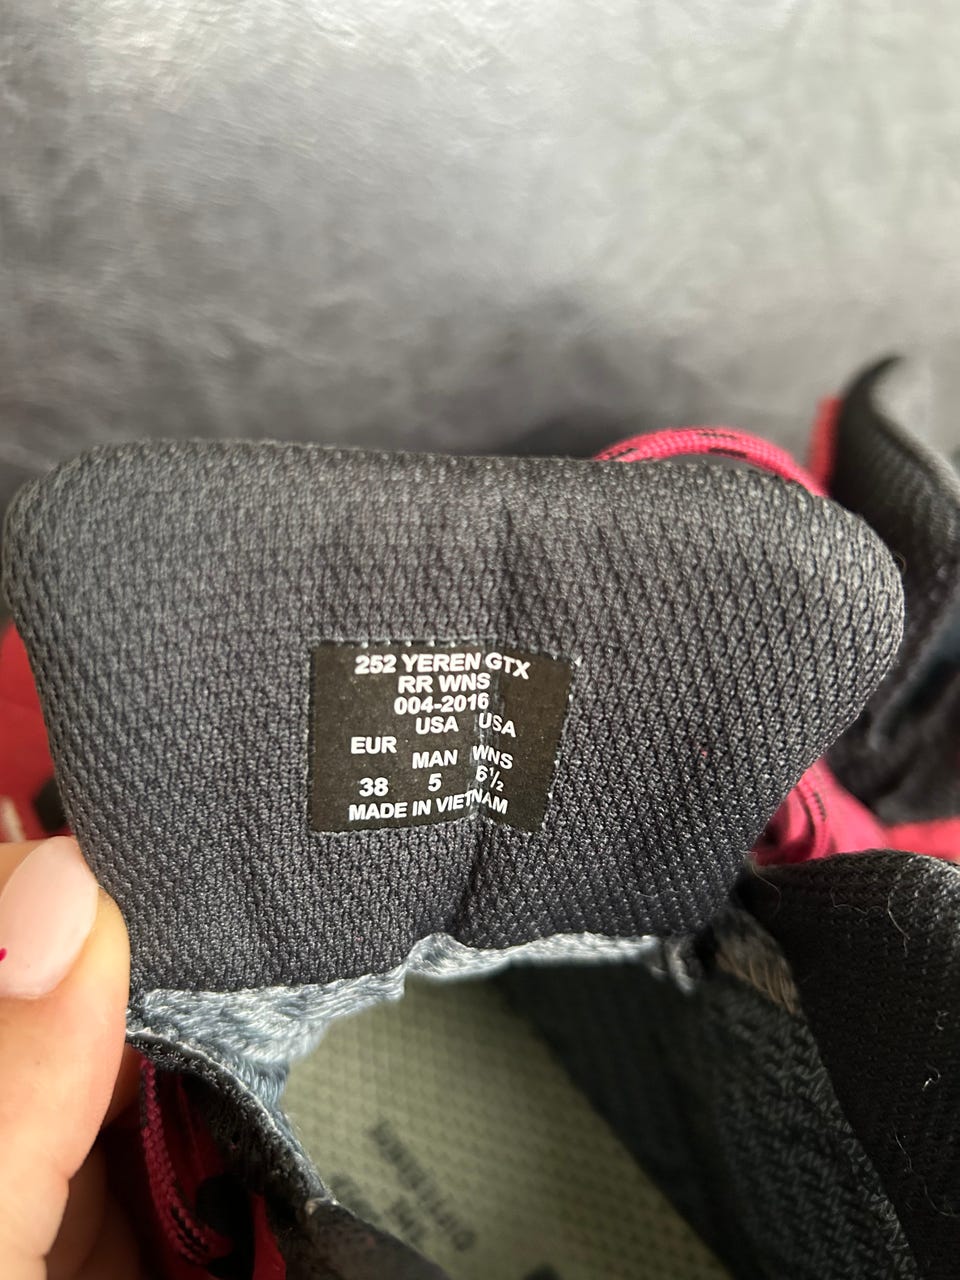 252 YEREN GTX
RR WNS
004-2016
USA USA
EUR MAN WNS
38 5 6½
MADE IN VIETNAM